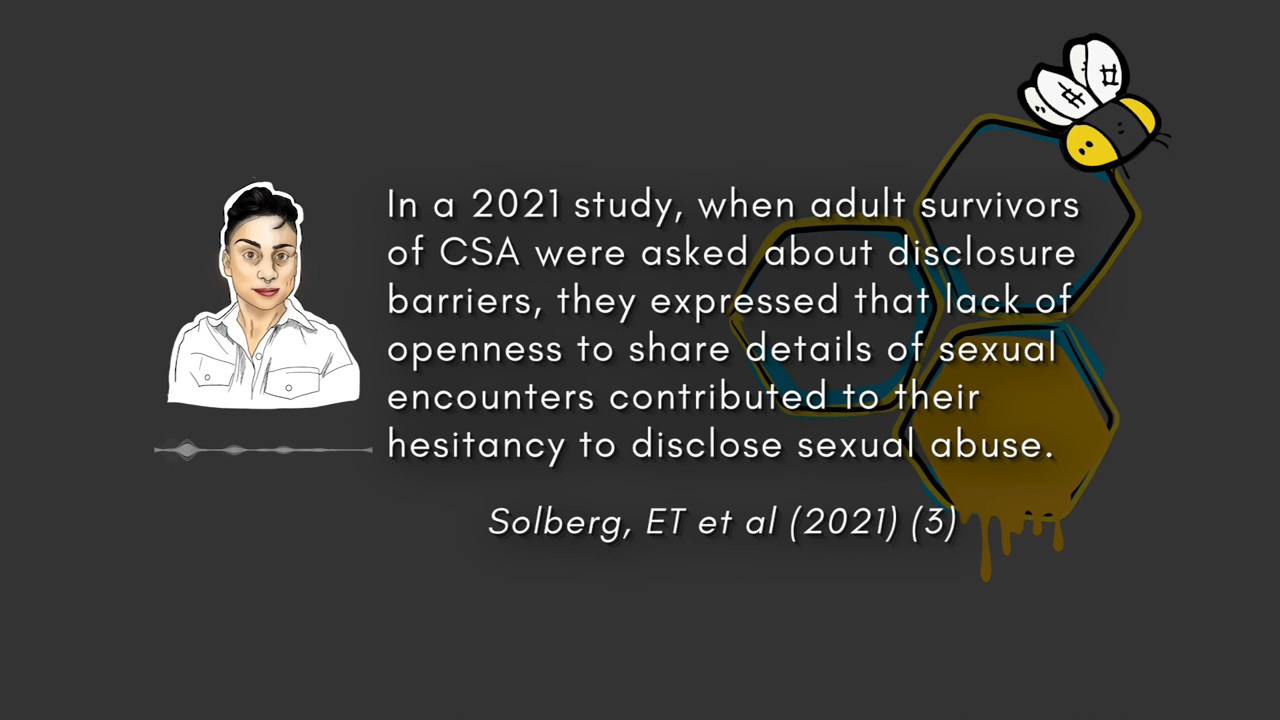 In a 2021 study, when adult survivors
of CSA were asked about disclosure
barriers, they expressed that lack of
openness to share details of sexual
encounters contributed to their
hesitancy to disclose sexual abuse.
Solberg, ET et al (2021) (3)